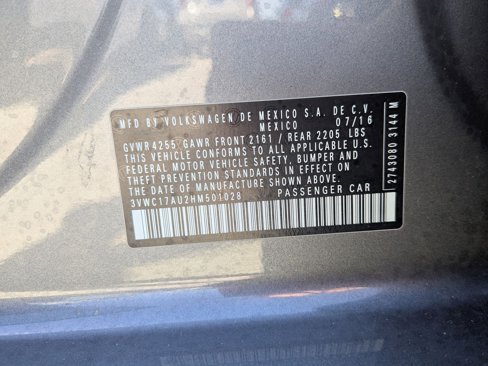 MFD BY VOLKSWAGEN DE MEXICO S.A. DE C.V.
MEXICO 07/16
GVWR4255 GAWR FRONT 2161 / REAR 2205 LBS
THIS VEHICLE CONFORMS TO ALL APPLICABLE U.S.
FEDERAL MOTOR VEHICLE SAFETY, BUMPER AND
THEFT PREVENTION STANDARDS IN EFFECT ON
THE DATE OF MANUFACTURE SHOWN ABOVE.
3VWC17AU2HM501028 PASSENGER CAR
2743080 3144 M